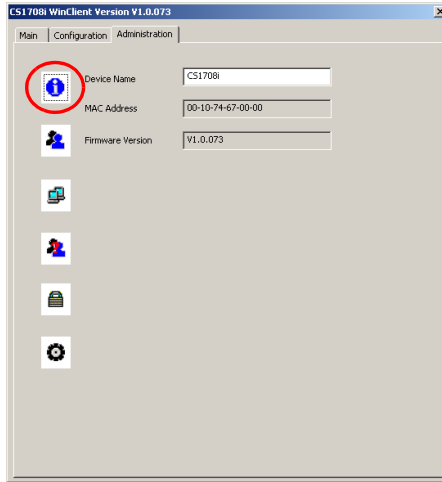 CS1708i WinClient Version V1.0.073
Main Configuration Administration
Device Name CS1708i
MAC Address 00-10-74-67-00-00
Firmware Version V1.0.073